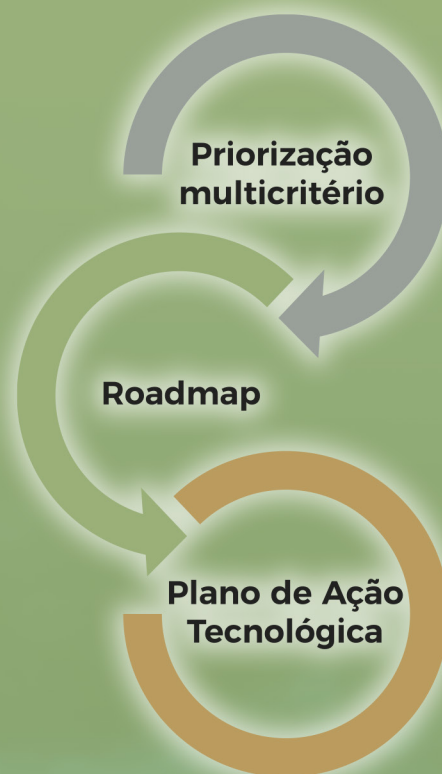 Priorização
multicritério
Roadmap
Plano de Ação
Tecnológica